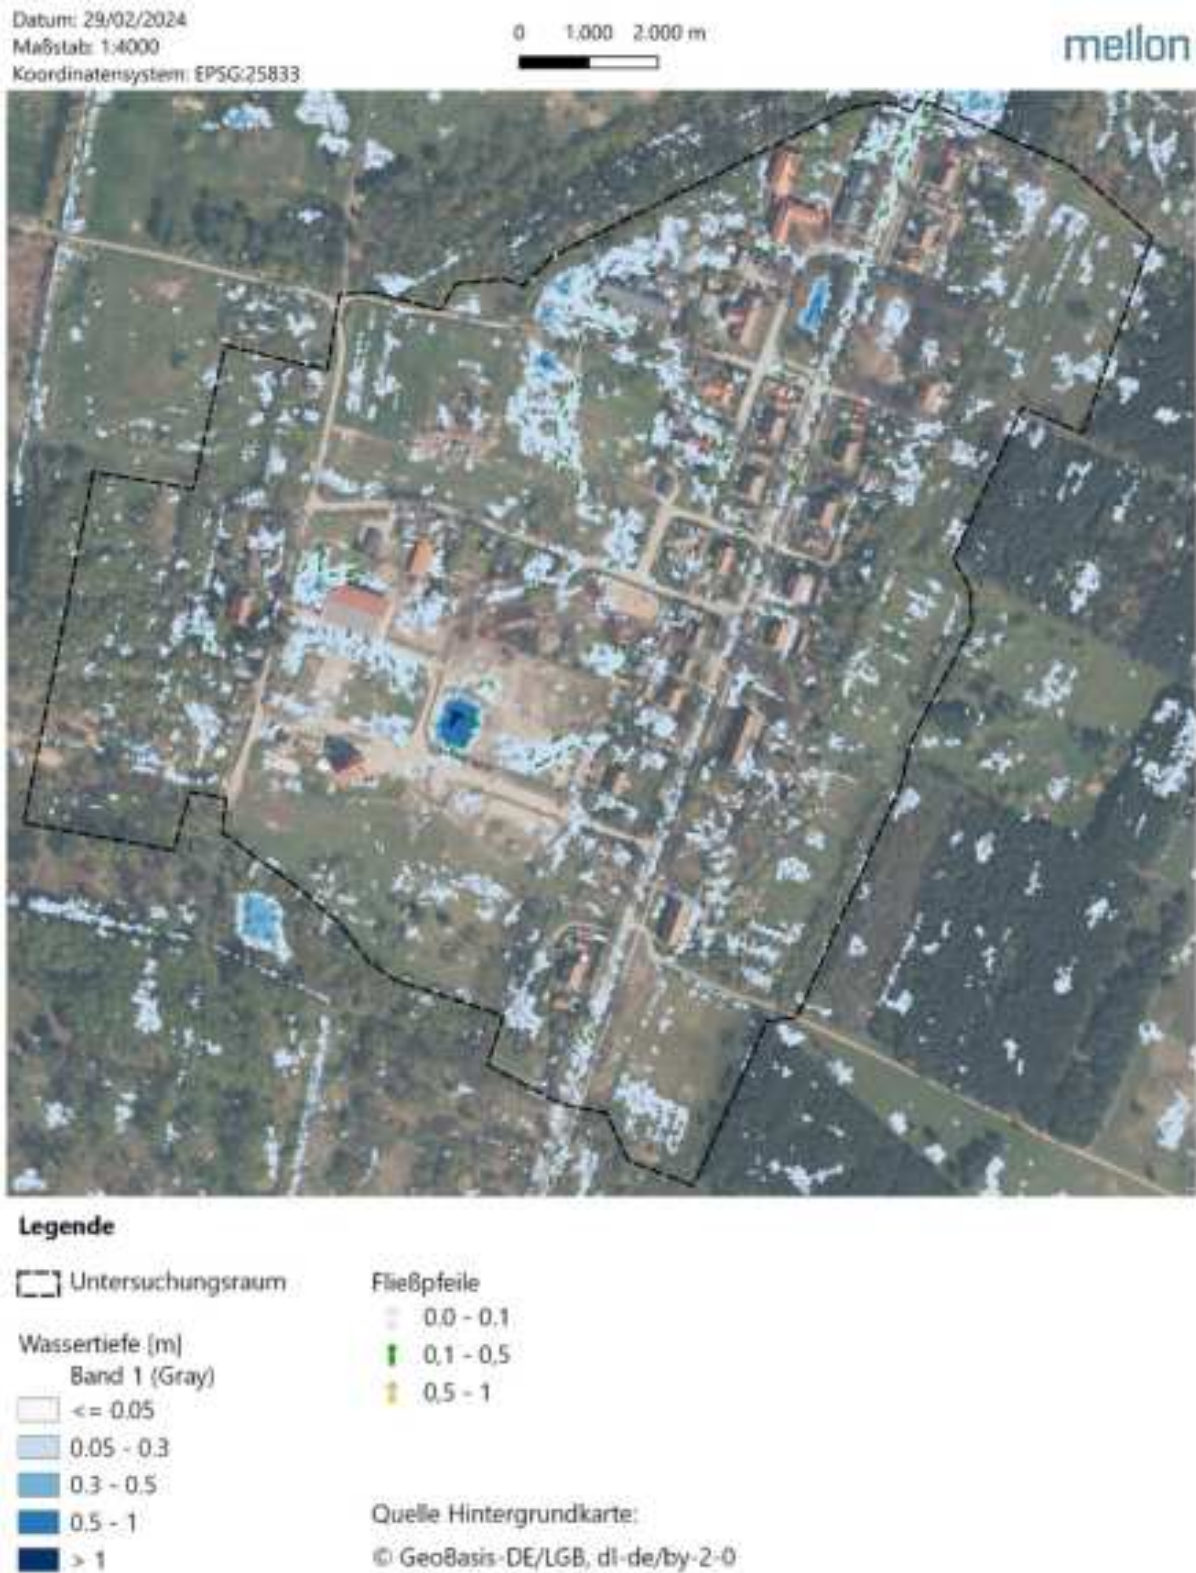 Datum: 29/02/2024
Maßstab: 1:4000
Koordinatensystem: EPSG:25833
0 1.000 2.000 m
mellon
Legende
Untersuchungsraum
Wassertiefe [m]
Band 1 (Gray)
<= 0.05
0.05 - 0.3
0.3 - 0.5
0.5 - 1
> 1
Fließpfeile
0.0 - 0.1
0,1 - 0,5
0,5 - 1
Quelle Hintergrundkarte:
© GeoBasis-DE/LGB, dl-de/by-2-0